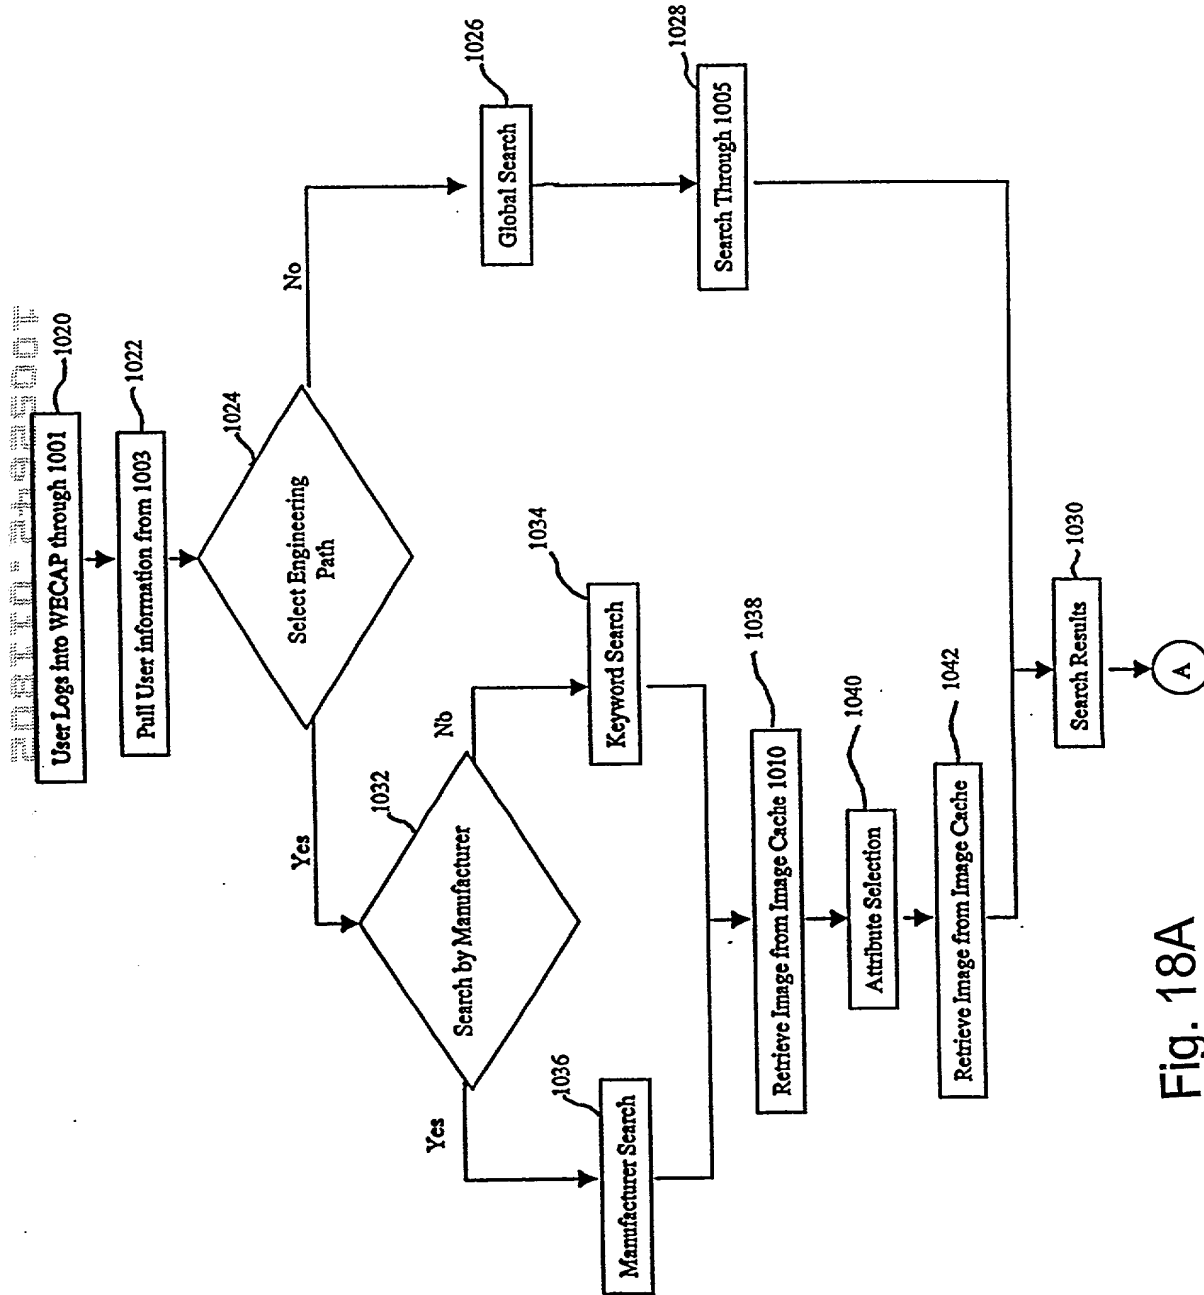 User Logs into WECAP through 1001
1020
Pull User information from 1003
1022
Select Engineering
Path
1024
Yes
No
Search by Manufacturer
1032
Global Search
1026
Yes
No
Manufacturer Search
1036
Keyword Search
1034
Search Through 1005
1028
Retrieve Image from Image Cache 1010
1038
Attribute Selection
1040
Retrieve Image from Image Cache
1042
Search Results
1030
A
Fig. 18A